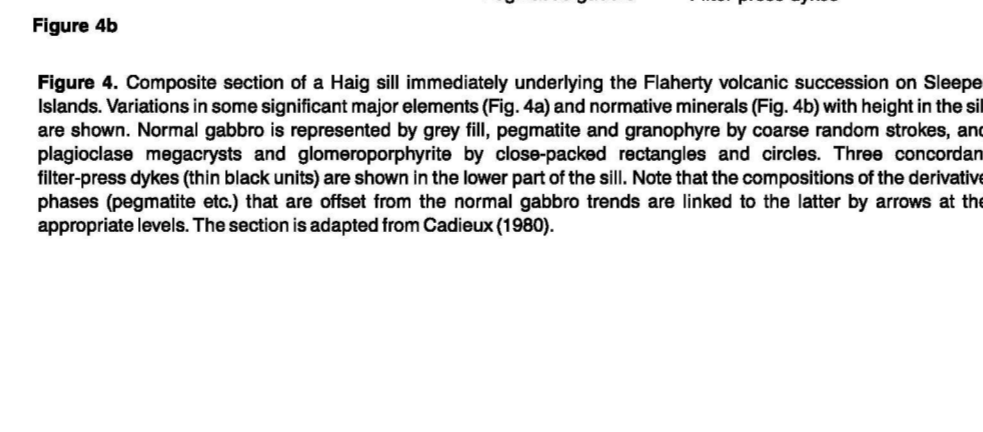 Figure 4b
Figure 4. Composite section of a Haig sill immediately underlying the Flaherty volcanic succession on Sleepe
Islands. Variations in some significant major elements (Fig. 4a) and normative minerals (Fig. 4b) with height in the sil
are shown. Normal gabbro is represented by grey fill, pegmatite and granophyre by coarse random strokes, and
plagioclase megacrysts and glomeroporphyrite by close-packed rectangles and circles. Three concordan
filter-press dykes (thin black units) are shown in the lower part of the sill. Note that the compositions of the derivative
phases (pegmatite etc.) that are offset from the normal gabbro trends are linked to the latter by arrows at the
appropriate levels. The section is adapted from Cadieux (1980).